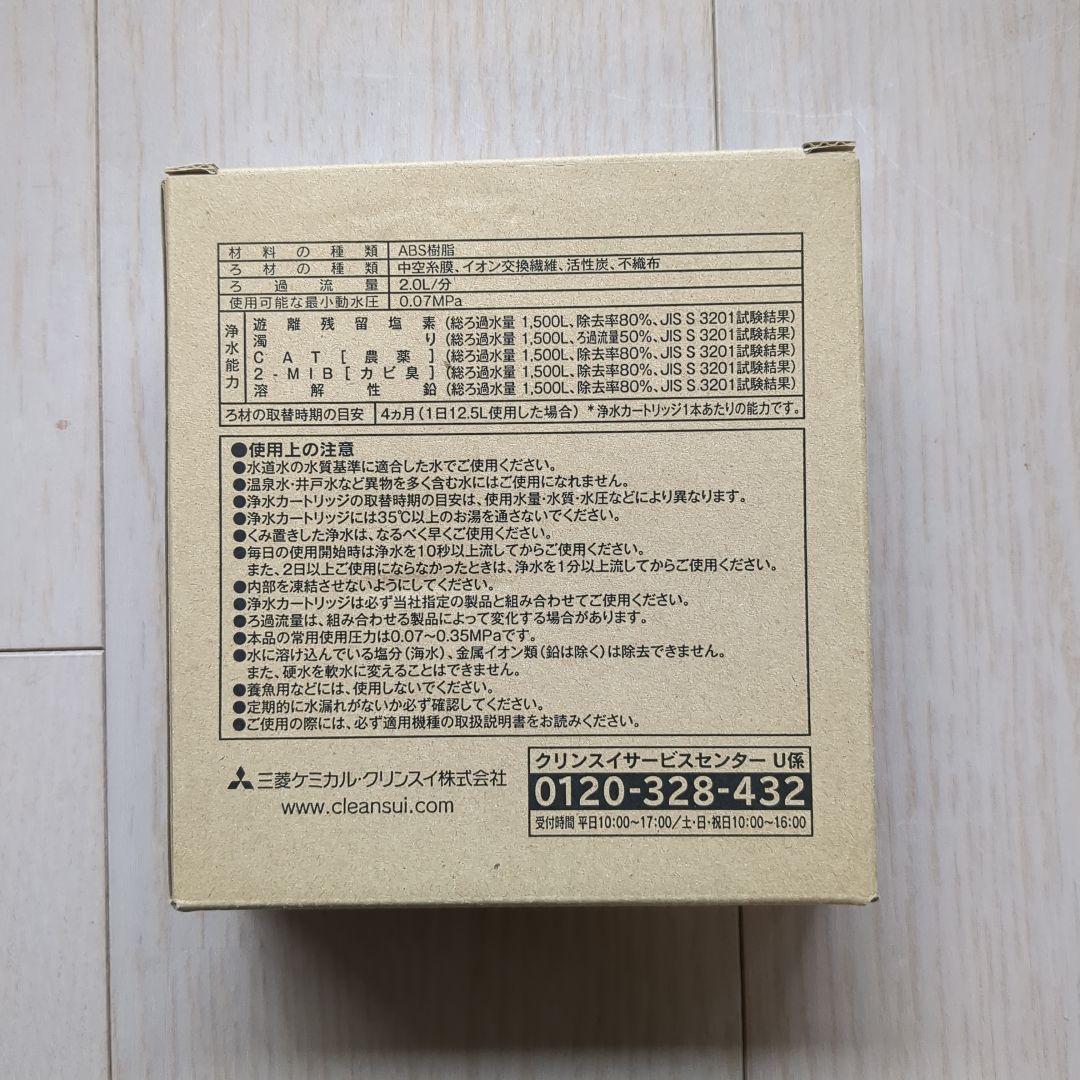 材料の種類 ABS樹脂
ろ材の種類 中空糸膜、イオン交換繊維、活性炭、不織布
ろ過流量 2.0L/分
使用可能な最小動水圧 0.07MPa
浄水能力
遊離残留塩素(総ろ過水量 1,500L、除去率80%、JIS S 3201試験結果)
濁り(総ろ過水量 1,500L、ろ過流量50%、JIS S 3201試験結果)
CAT[農薬](総ろ過水量 1,500L、除去率80%、JIS S 3201試験結果)
2-MIB[カビ臭](総ろ過水量 1,500L、除去率80%、JIS S 3201試験結果)
溶解性鉛(総ろ過水量 1,500L、除去率80%、JIS S 3201試験結果)
ろ材の取替時期の目安 4ヵ月(1日12.5L使用した場合) *浄水カートリッジ1本あたりの能力です。
●使用上の注意
●水道水の水質基準に適合した水でご使用ください。
●温泉水・井戸水など異物を多く含む水にはご使用になれません。
●浄水カートリッジの取替時期の目安は、使用水量・水質・水圧などにより異なります。
●浄水カートリッジには35℃以上のお湯を通さないでください。
●くみ置きした浄水は、なるべく早くご使用ください。
●毎日の使用開始時は浄水を10秒以上流してからご使用ください。
また、2日以上ご使用にならなかったときは、浄水を1分以上流してからご使用ください。
●内部を凍結させないようにしてください。
●浄水カートリッジは必ず当社指定の製品と組み合わせてご使用ください。
●ろ過流量は、組み合わせる製品によって変化する場合があります。
●本品の常用使用圧力は0.07〜0.35MPaです。
●水に溶け込んでいる塩分(海水)、金属イオン類(鉛は除く)は除去できません。
また、硬水を軟水に変えることはできません。
●養魚用などには、使用しないでください。
●定期的に水漏れがないか必ず確認してください。
●ご使用の際には、必ず適用機種の取扱説明書をお読みください。
三菱ケミカル・クリンスイ株式会社
www.cleansui.com
クリンスイサービスセンター U係
0120-328-432
受付時間 平日10:00〜17:00/土・日・祝日10:00〜16:00